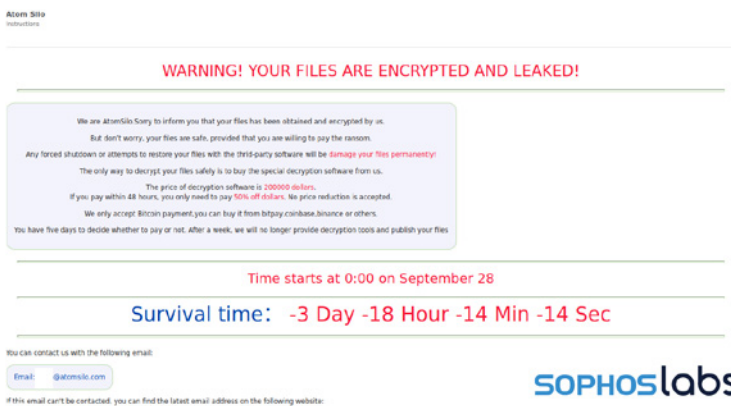 Atom Silo
Instructions
WARNING! YOUR FILES ARE ENCRYPTED AND LEAKED!
We are AtomSilo.Sorry to inform you that your files has been obtained and encrypted by us.
But don't worry, your files are safe, provided that you are willing to pay the ransom.
Any forced shutdown or attempts to restore your files with the thrid-party software will be damage your files permanently!
The only way to decrypt your files safely is to buy the special decryption software from us.
The price of decryption software is 200000 dollars.
If you pay within 48 hours, you only need to pay 50% off dollars. No price reduction is accepted.
We only accept Bitcoin payment,you can buy it from bitpay,coinbase,binance or others.
You have five days to decide whether to pay or not. After a week, we will no longer provide decryption tools and publish your files
Time starts at 0:00 on September 28
Survival time: -3 Day -18 Hour -14 Min -14 Sec
You can contact us with the following email:
Email: @atomsilo.com
If this email can't be contacted, you can find the latest email address on the following website:
SOPHOSlabs